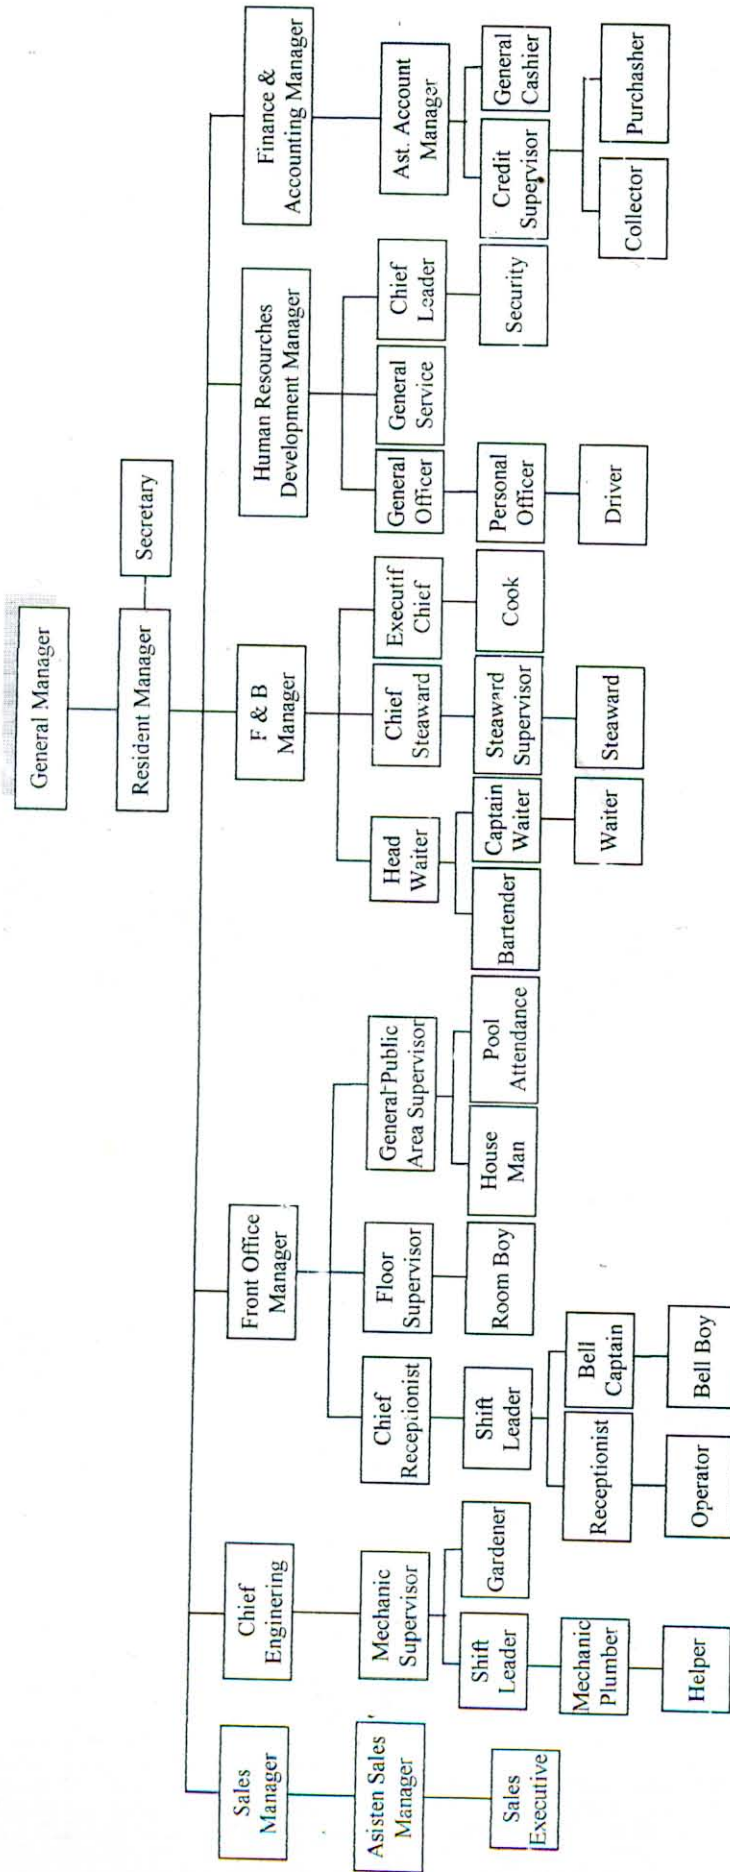 General Manager
Resident Manager
Secretary
Sales
Manager
Chief
Enginering
Front Office
Manager
F & B
Manager
Human Resourches
Development Manager
Finance &
Accounting Manager
Asisten Sales
Manager
Mechanic
Supervisor
Chief
Receptionist
Floor
Supervisor
General Public
Area Supervisor
Head
Waiter
Chief
Steaward
Executif
Chief
General
Officer
General
Service
Chief
Leader
Ast. Account
Manager
Sales
Executive
Shift
Leader
Gardener
Shift
Leader
Room Boy
House
Man
Pool
Attendance
Bartender
Captain
Waiter
Steaward
Supervisor
Cook
Personal
Officer
Security
Credit
Supervisor
General
Cashier
Mechanic
Plumber
Receptionist
Bell
Captain
Waiter
Steaward
Driver
Collector
Purchasher
Helper
Operator
Bell Boy